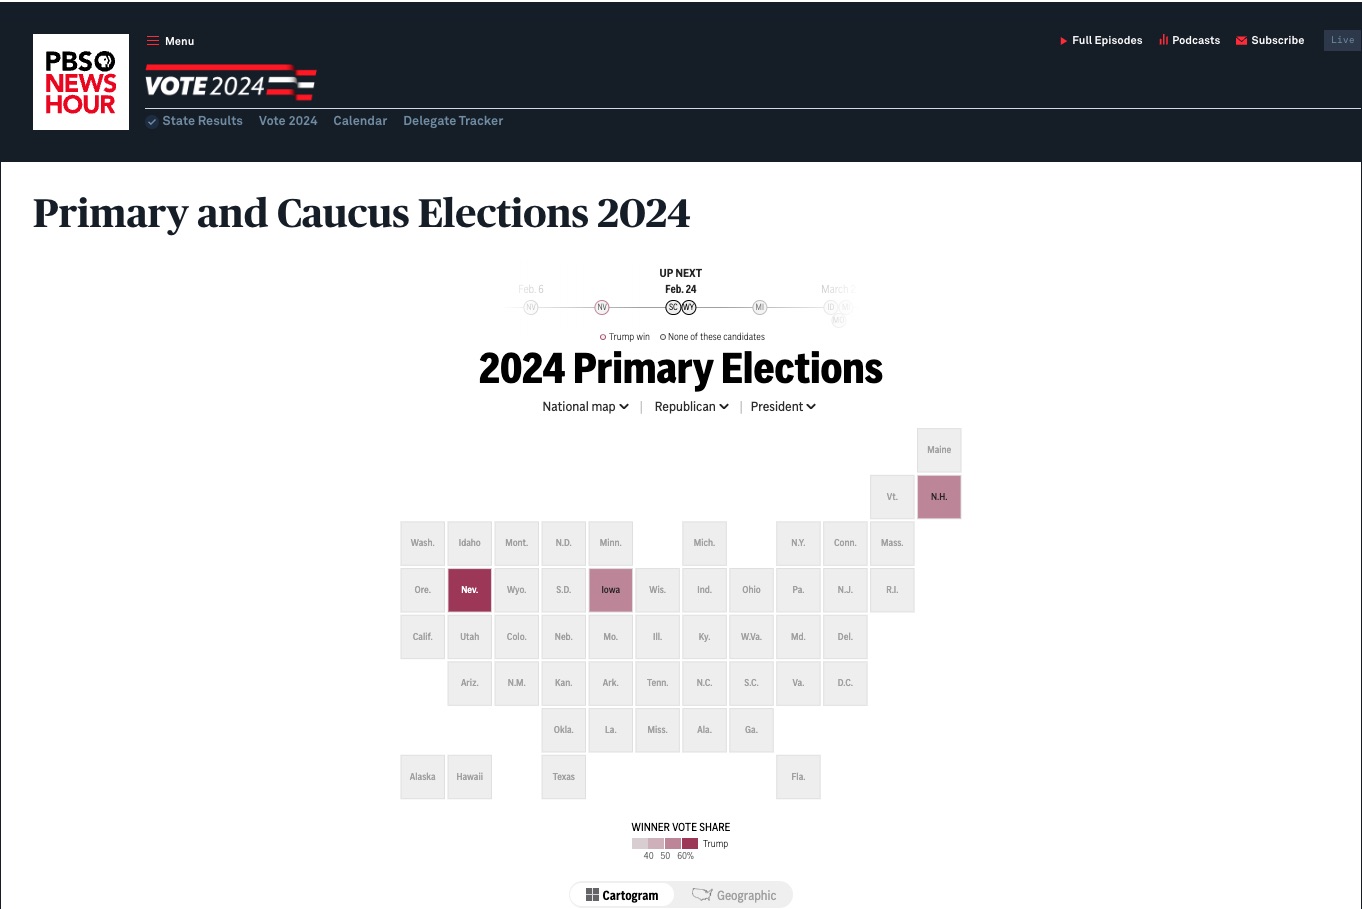 PBS
NEWS
HOUR
Menu
Full Episodes
Podcasts
Subscribe
Live
VOTE 2024
State Results
Vote 2024
Calendar
Delegate Tracker
Primary and Caucus Elections 2024
UP NEXT
Feb. 6
Feb. 24
March 2
NV
NV
SC
WY
MI
ID
MO
Trump win
None of these candidates
2024 Primary Elections
National map | Republican | President
Maine
Vt. N.H.
Wash. Idaho Mont. N.D. Minn. Mich. N.Y. Conn. Mass.
Ore. Nev. Wyo. S.D. Iowa Wis. Ind. Ohio Pa. N.J. R.I.
Calif. Utah Colo. Neb. Mo. Ill. Ky. W.Va. Md. Del.
Ariz. N.M. Kan. Ark. Tenn. N.C. S.C. Va. D.C.
Okla. La. Miss. Ala. Ga.
Alaska Hawaii Texas Fla.
WINNER VOTE SHARE
Trump
40 50 60%
Cartogram
Geographic